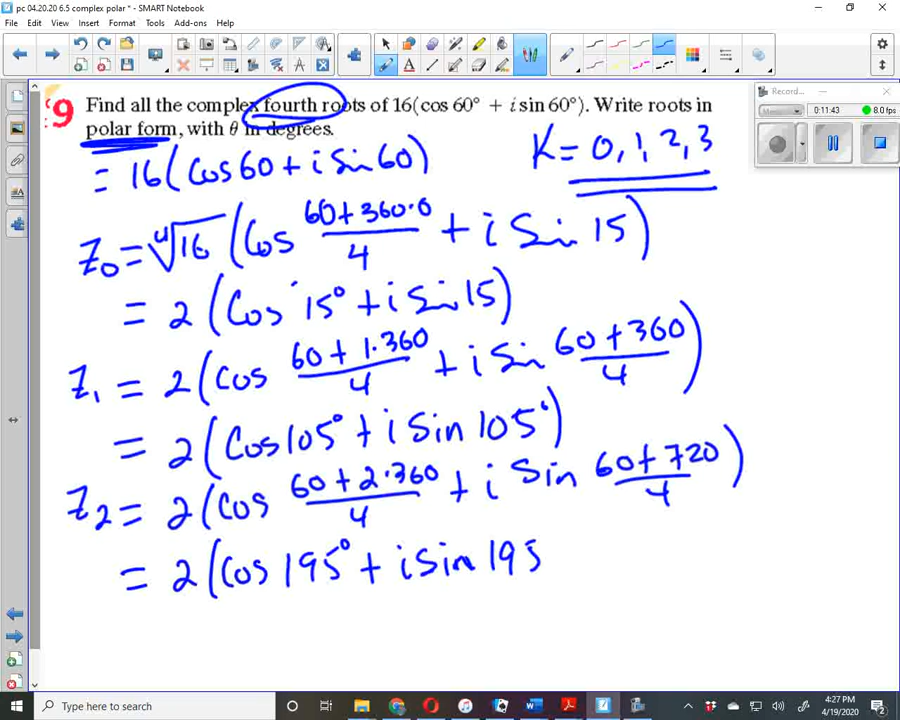 pc 04.20.20 6.5 complex polar * - SMART Notebook
File Edit View Insert Format Tools Add-ons Help
Record...
0:11:43 8.0 fps
9 Find all the complex fourth roots of 16(cos 60° + i sin 60°). Write roots in
polar form, with θ in degrees.
K = 0, 1, 2, 3
= 16(Cos 60 + i Sin 60)
Z₀ = ∜16 (Cos (60+360·0)/4 + i Sin 15)
= 2(Cos 15° + i Sin 15)
Z₁ = 2(Cos (60+1·360)/4 + i Sin (60+360)/4)
= 2(Cos 105° + i Sin 105°)
Z₂ = 2(Cos (60+2·360)/4 + i Sin (60+720)/4)
= 2(Cos 195° + i Sin 195
Type here to search
4:27 PM
4/19/2020
2